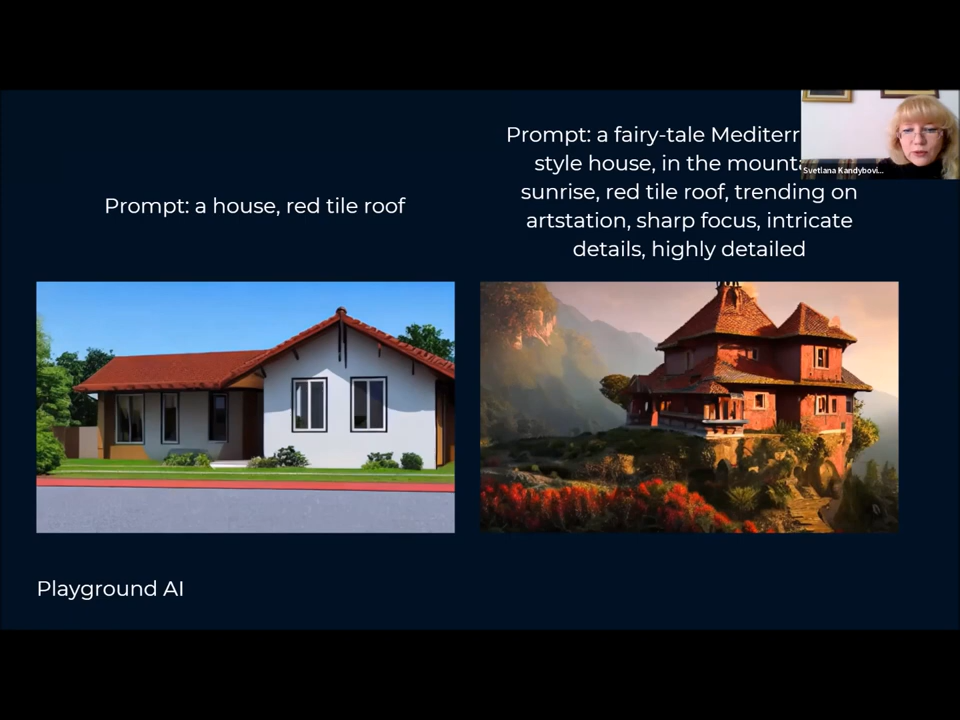 Prompt: a fairy-tale Mediterr
style house, in the mounta
sunrise, red tile roof, trending on
artstation, sharp focus, intricate
details, highly detailed
Prompt: a house, red tile roof
Svetlana Kandybovi...
Playground AI